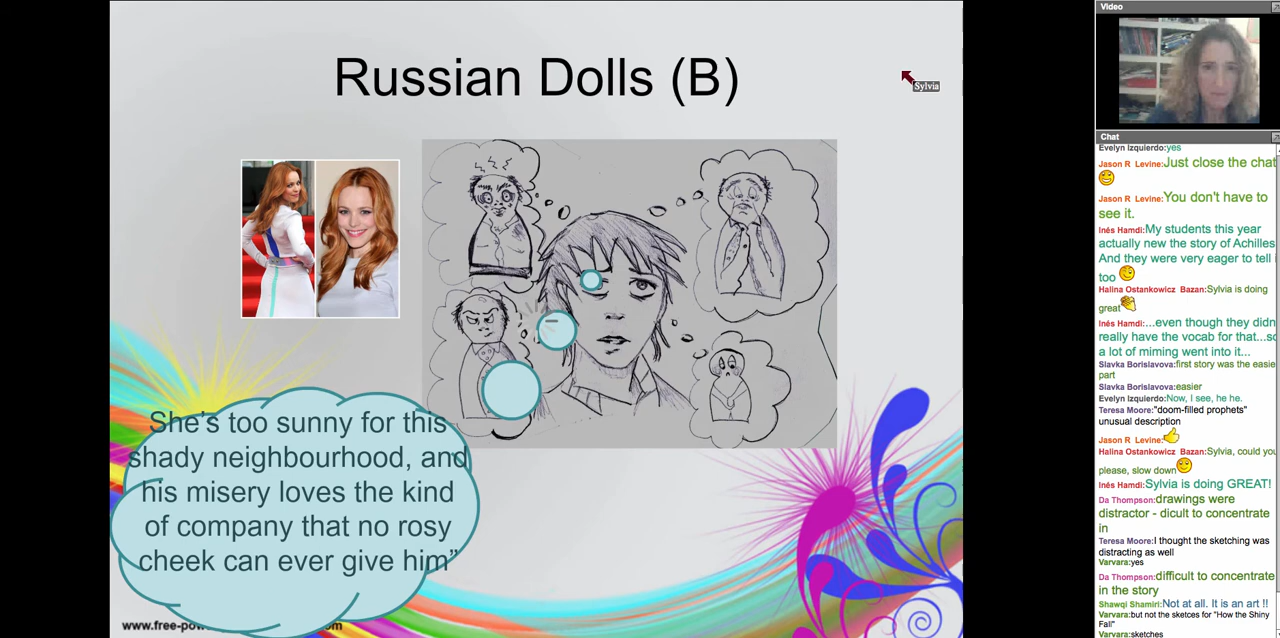 Russian Dolls (B)
Sylvia
She's too sunny for this
shady neighbourhood, and
his misery loves the kind
of company that no rosy
cheek can ever give him"
www.free-pow
om
Video
Chat
Evelyn Izquierdo:yes
Jason R Levine:Just close the chat
Jason R Levine:You don't have to
see it.
Inês Hamdi:My students this year
actually new the story of Achilles
And they were very eager to tell i
too
Halina Ostankowicz Bazan:Sylvia is doing
great
Inês Hamdi:...even though they didn
really have the vocab for that...so
a lot of miming went into it...
Slavka Borislavova:first story was the easie
part
Slavka Borislavova:easier
Evelyn Izquierdo:Now, I see, he he.
Teresa Moore:"doom-filled prophets"
unusual description
Jason R Levine:
Halina Ostankowicz Bazan:Sylvia, could you
please, slow down
Inês Hamdi:Sylvia is doing GREAT!
Da Thompson:drawings were
distractor - dicult to concentrate
in
Teresa Moore:I thought the sketching was
distracting as well
Varvara:yes
Da Thompson:difficult to concentrate
in the story
Shawqi Shamiri:Not at all. It is an art !!
Varvara:but not the sketces for "How the Shiny
Fall"
Varvara:sketches